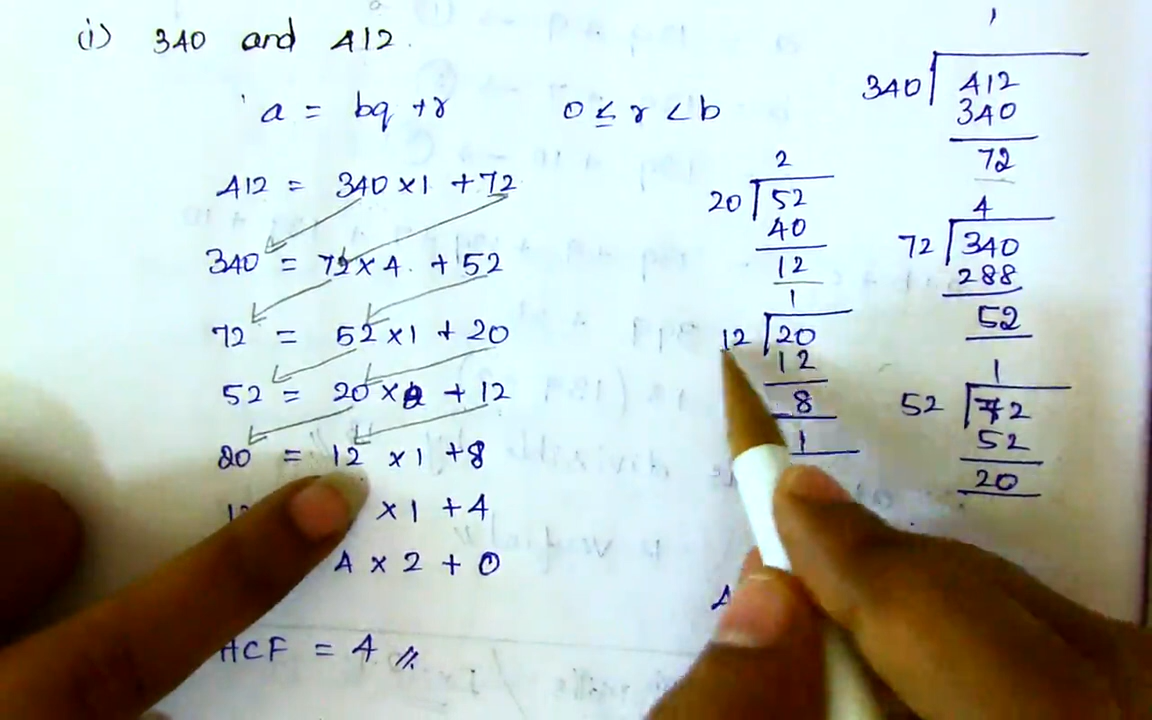 (i) 340 and 412.
a = bq + r 0 ≤ r < b
412 = 340 × 1 + 72
340 = 72 × 4 + 52
72 = 52 × 1 + 20
52 = 20 × 2 + 12
20 = 12 × 1 + 8
× 1 + 4
4 × 2 + 0
HCF = 4 //
2
20 52
40
12
1
12 20
12
8
1
1
340 412
340
72
4
72 340
288
52
1
52 72
52
20